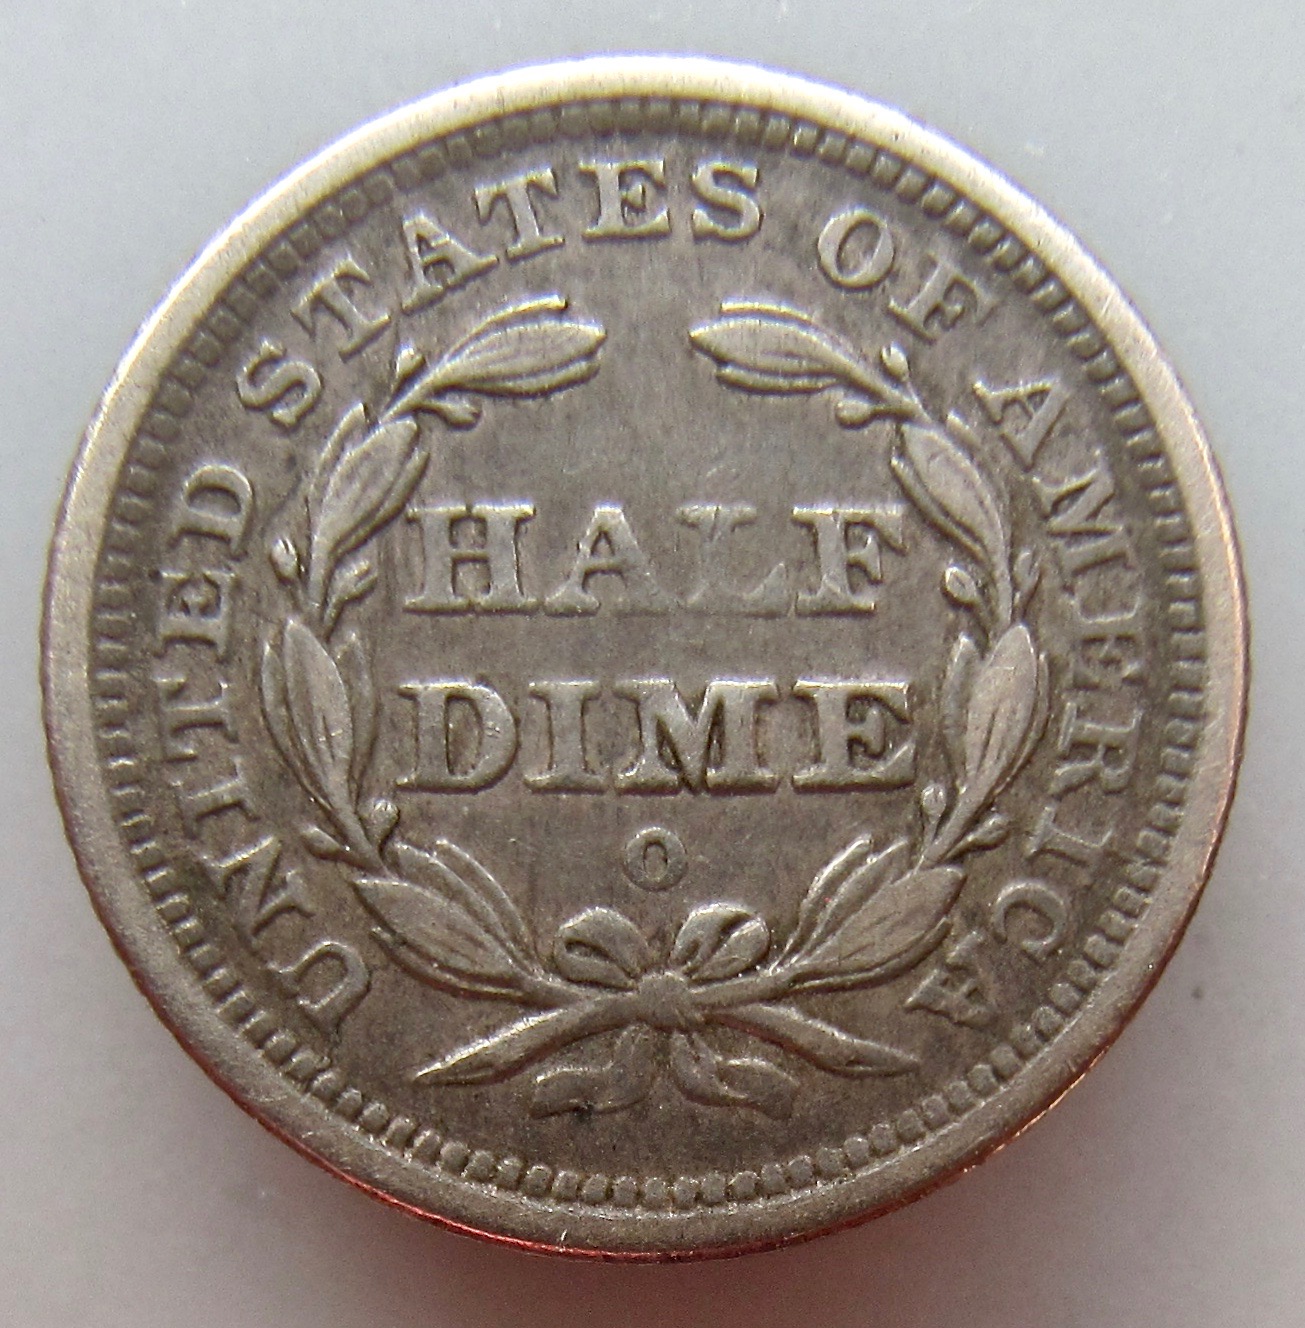 UNITED STATES OF AMERICA
HALF
DIME
O